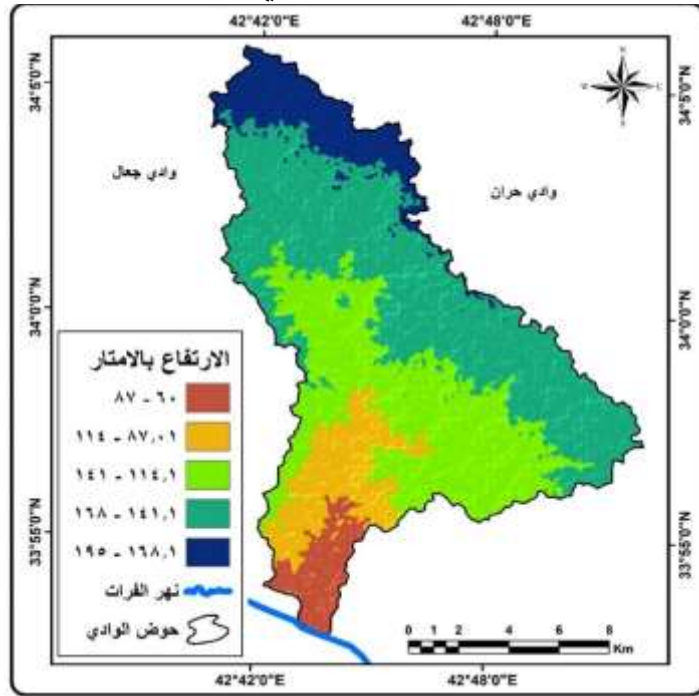 42°42'0"E
42°48'0"E
34°5'0"N
34°5'0"N
وادي جعال
وادي حران
34°0'0"N
34°0'0"N
الارتفاع بالامتار
٦٠ - ٨٧
٨٧,٠١ - ١١٤
١١٤,١ - ١٤١
١٤١,١ - ١٦٨
١٦٨,١ - ١٩٥
نهر الفرات
حوض الوادي
33°55'0"N
33°55'0"N
0 1 2 4 6 8
Km
42°42'0"E
42°48'0"E